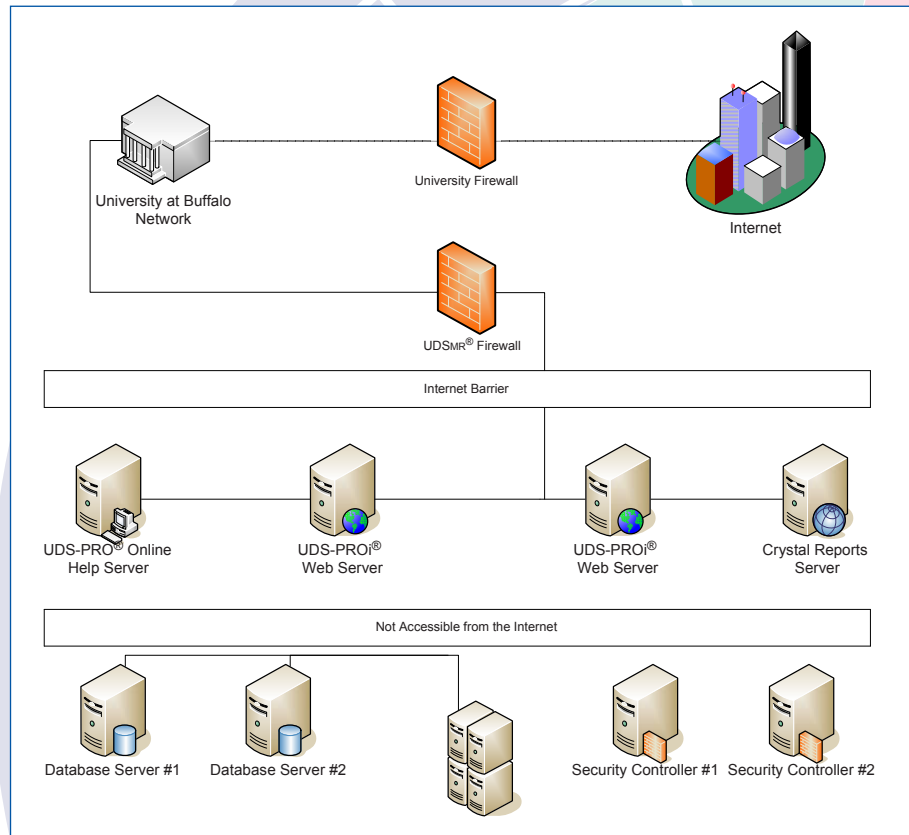 University Firewall
University at Buffalo
Network
Internet
UDSMR® Firewall
Internet Barrier
UDS-PRO® Online
Help Server
UDS-PROi®
Web Server
UDS-PROi®
Web Server
Crystal Reports
Server
Not Accessible from the Internet
Database Server #1
Database Server #2
Security Controller #1
Security Controller #2